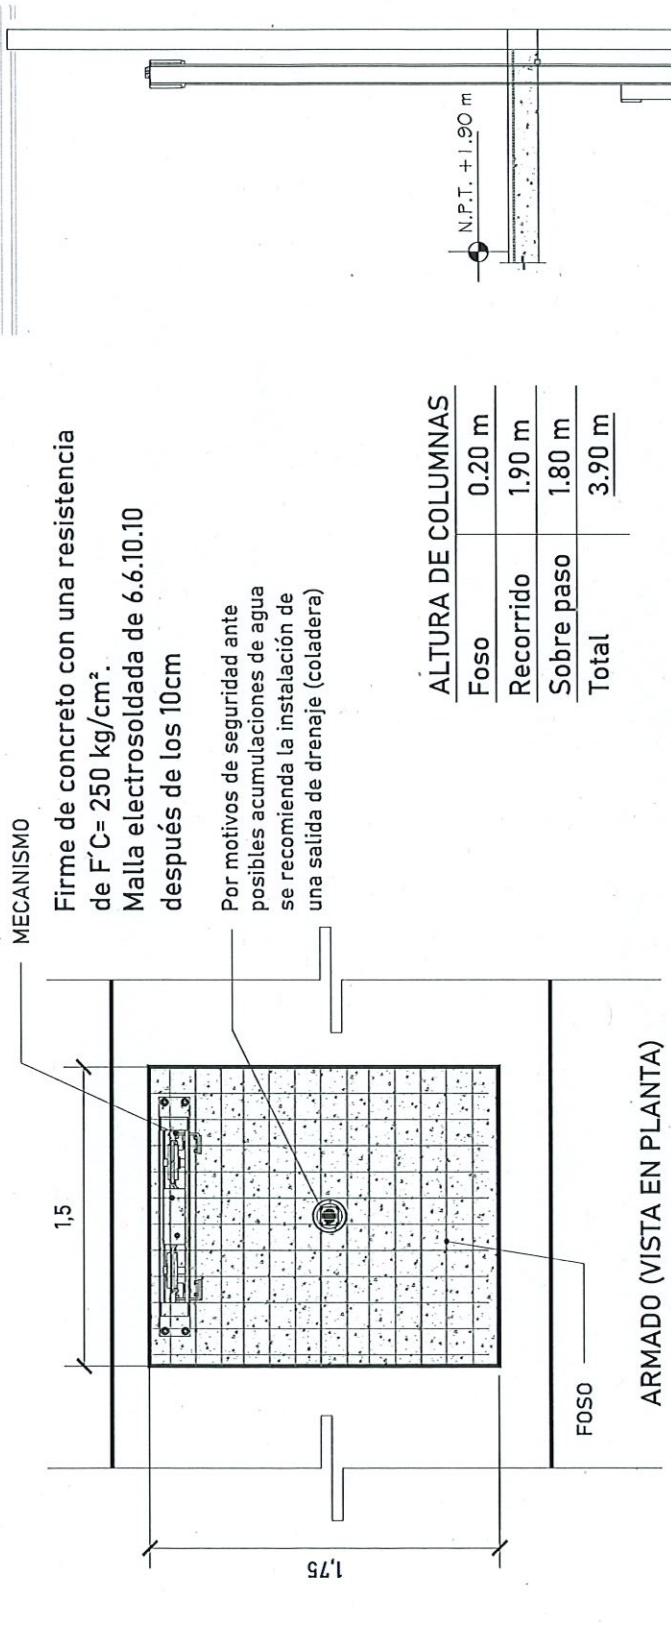 MECANISMO
Firme de concreto con una resistencia
de F´C= 250 kg/cm².
Malla electrosoldada de 6.6.10.10
después de los 10cm
Por motivos de seguridad ante
posibles acumulaciones de agua
se recomienda la instalación de
una salida de drenaje (coladera)
1,5
1,75
FOSO
ARMADO (VISTA EN PLANTA)
ALTURA DE COLUMNAS
Foso 0.20 m
Recorrido 1.90 m
Sobre paso 1.80 m
Total 3.90 m
N.P.T. +1.90 m